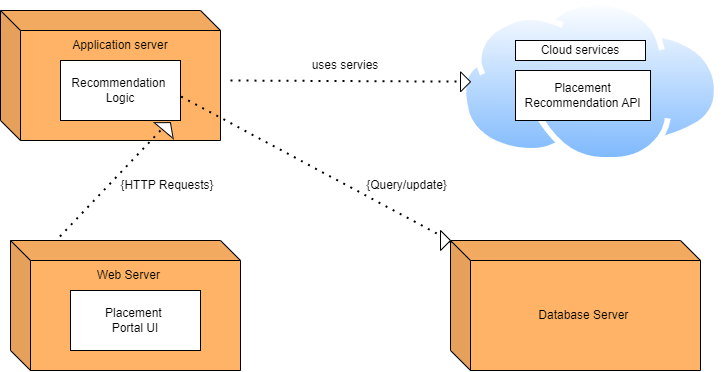 Application server
Recommendation
Logic
uses servies
Cloud services
Placement
Recommendation API
{HTTP Requests}
{Query/update}
Web Server
Placement
Portal UI
Database Server